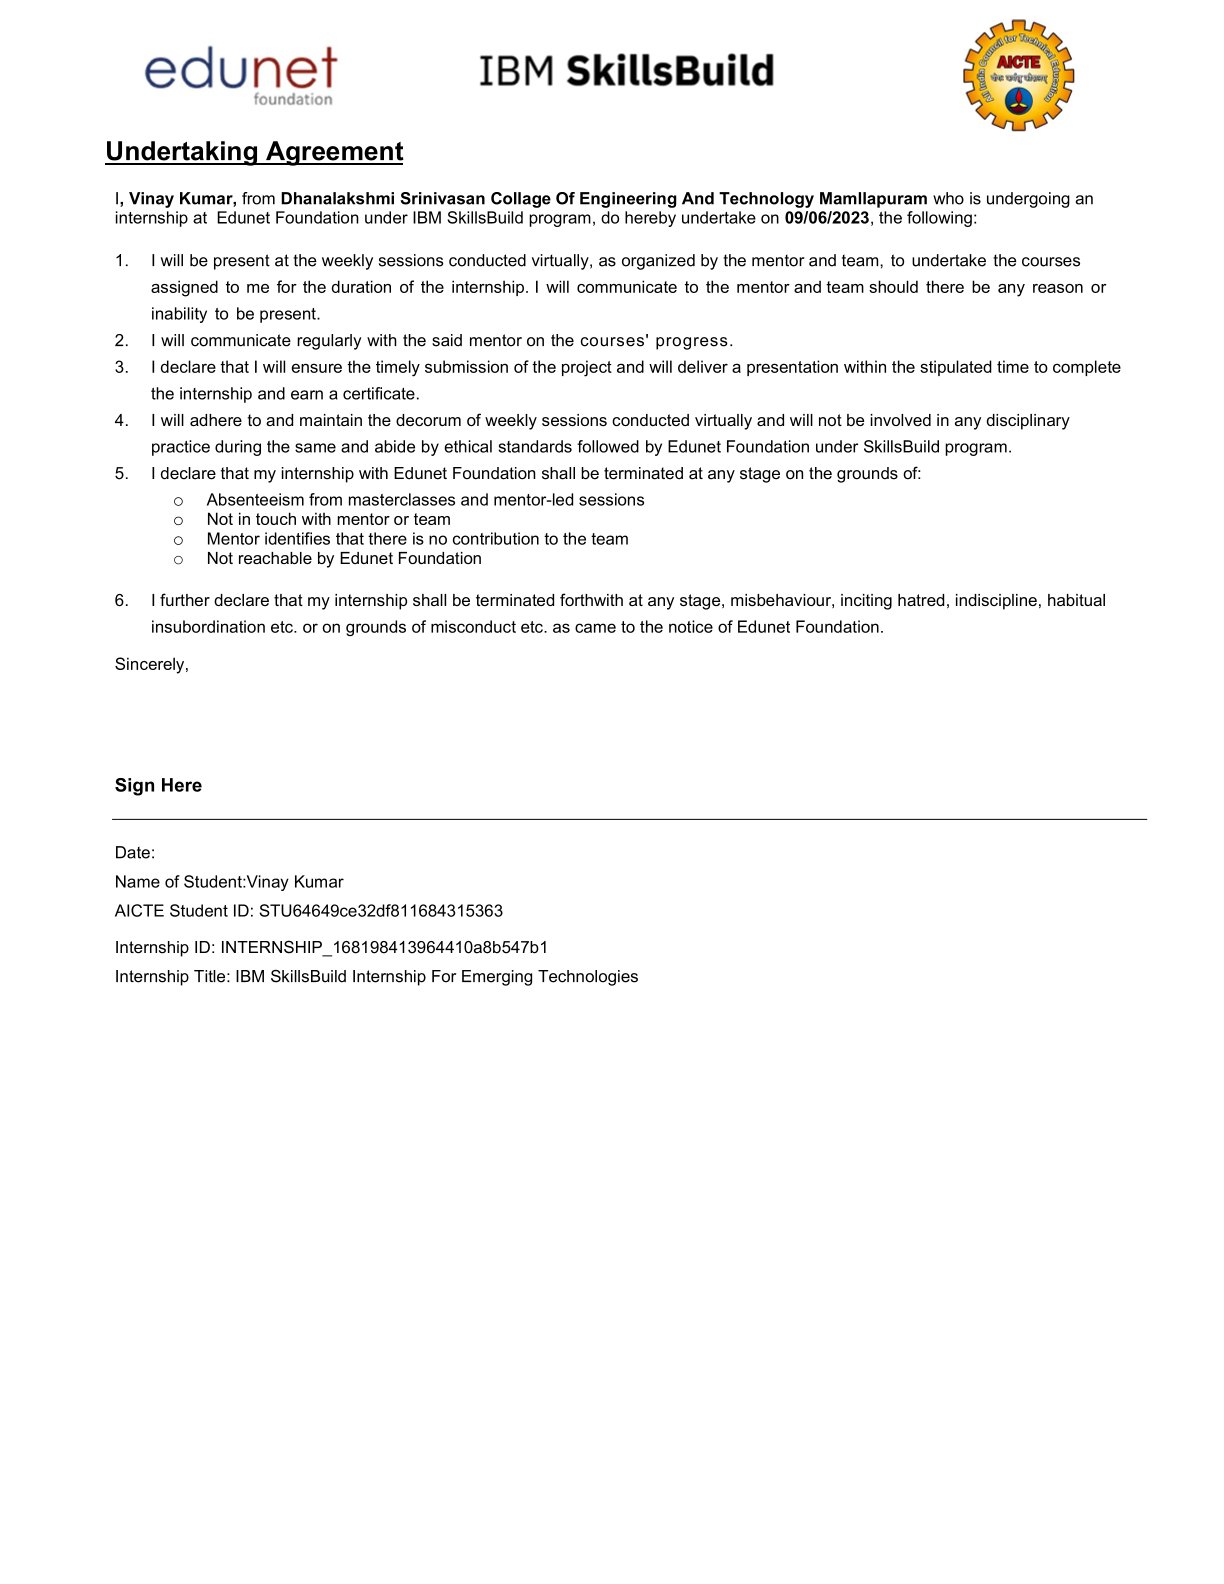 edunet
foundation
IBM SkillsBuild
All India Council for Technical Education
AICTE
Undertaking Agreement
I, Vinay Kumar, from Dhanalakshmi Srinivasan Collage Of Engineering And Technology Mamllapuram who is undergoing an
internship at Edunet Foundation under IBM SkillsBuild program, do hereby undertake on 09/06/2023, the following:
1. I will be present at the weekly sessions conducted virtually, as organized by the mentor and team, to undertake the courses
assigned to me for the duration of the internship. I will communicate to the mentor and team should there be any reason or
inability to be present.
2. I will communicate regularly with the said mentor on the courses' progress.
3. I declare that I will ensure the timely submission of the project and will deliver a presentation within the stipulated time to complete
the internship and earn a certificate.
4. I will adhere to and maintain the decorum of weekly sessions conducted virtually and will not be involved in any disciplinary
practice during the same and abide by ethical standards followed by Edunet Foundation under SkillsBuild program.
5. I declare that my internship with Edunet Foundation shall be terminated at any stage on the grounds of:
o Absenteeism from masterclasses and mentor-led sessions
o Not in touch with mentor or team
o Mentor identifies that there is no contribution to the team
o Not reachable by Edunet Foundation
6. I further declare that my internship shall be terminated forthwith at any stage, misbehaviour, inciting hatred, indiscipline, habitual
insubordination etc. or on grounds of misconduct etc. as came to the notice of Edunet Foundation.
Sincerely,
Sign Here
Date:
Name of Student:Vinay Kumar
AICTE Student ID: STU64649ce32df811684315363
Internship ID: INTERNSHIP_168198413964410a8b547b1
Internship Title: IBM SkillsBuild Internship For Emerging Technologies